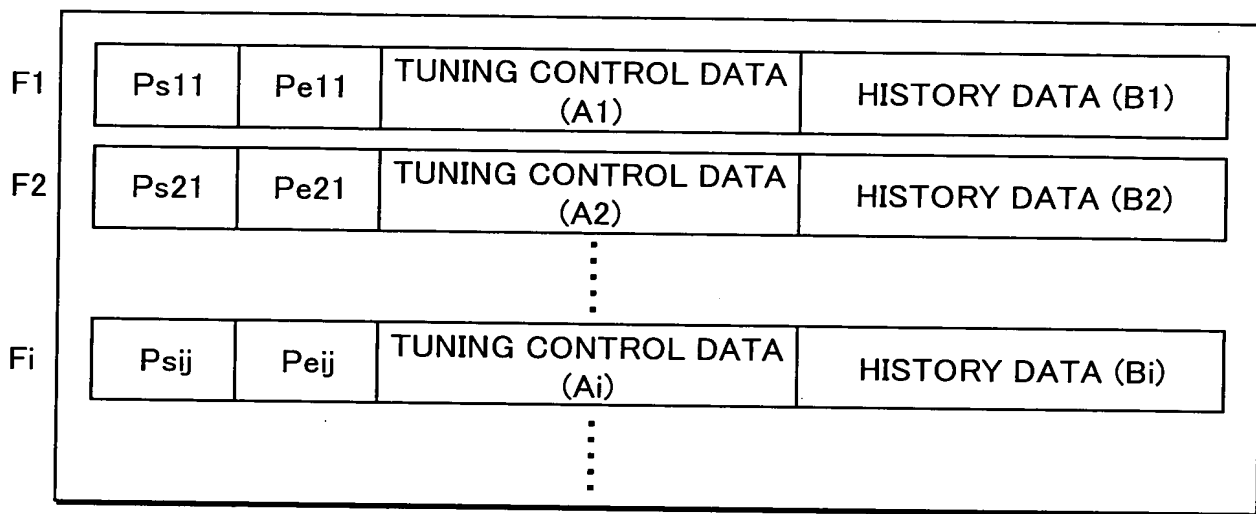 F1 Ps11 Pe11 TUNING CONTROL DATA (A1) HISTORY DATA (B1)
F2 Ps21 Pe21 TUNING CONTROL DATA (A2) HISTORY DATA (B2)
Fi Psij Peij TUNING CONTROL DATA (Ai) HISTORY DATA (Bi)